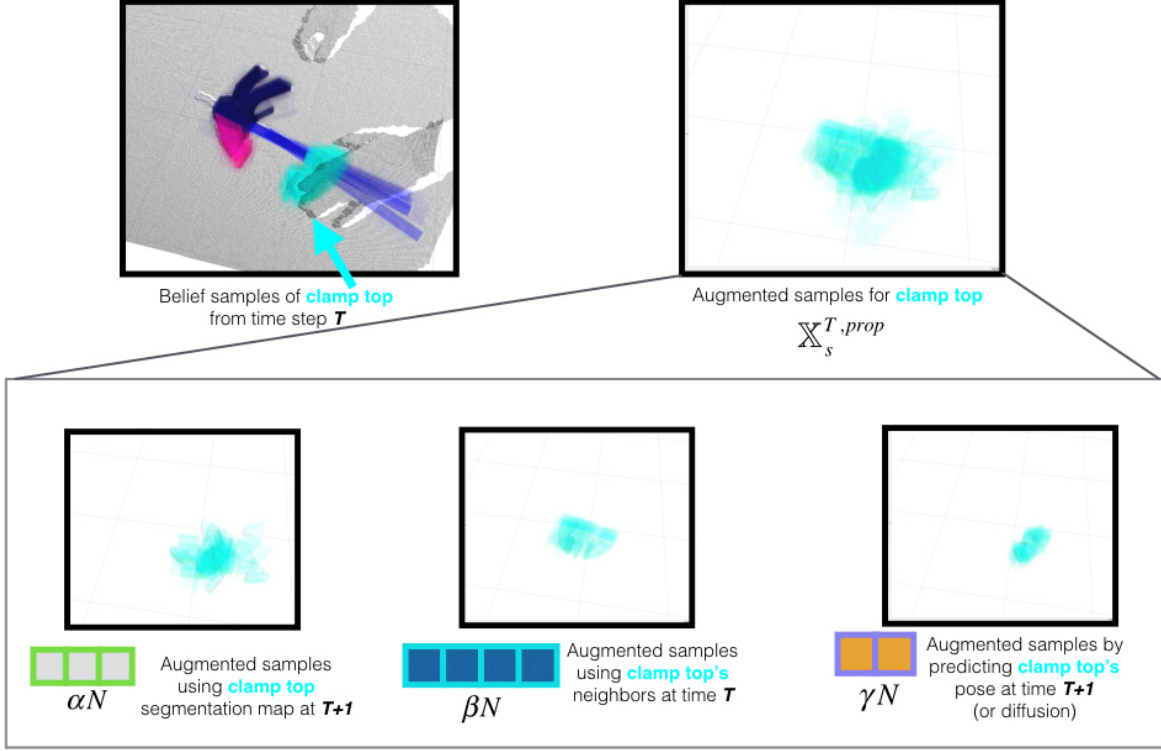 Belief samples of clamp top
from time step T
Augmented samples for clamp top
𝕏ₛᵀ,ᵖʳᵒᵖ
αN
Augmented samples
using clamp top
segmentation map at T+1
βN
Augmented samples
using clamp top's
neighbors at time T
γN
Augmented samples by
predicting clamp top's
pose at time T+1
(or diffusion)